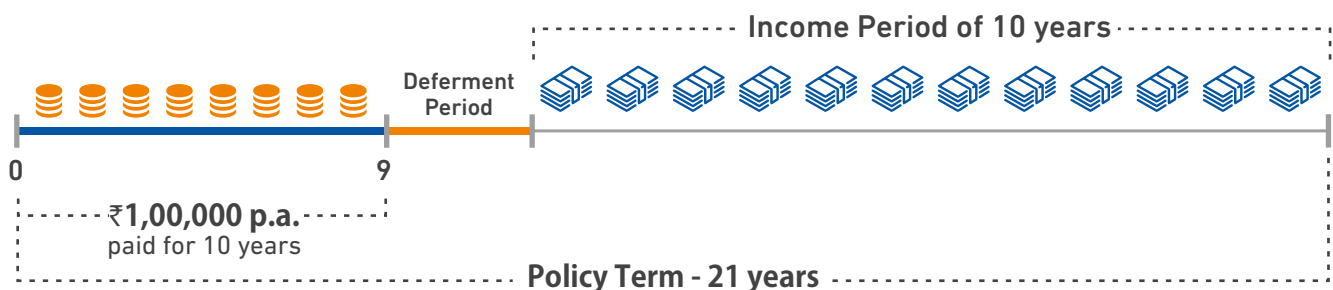 Income Period of 10 years
Deferment
Period
0
9
₹1,00,000 p.a.
paid for 10 years
Policy Term - 21 years